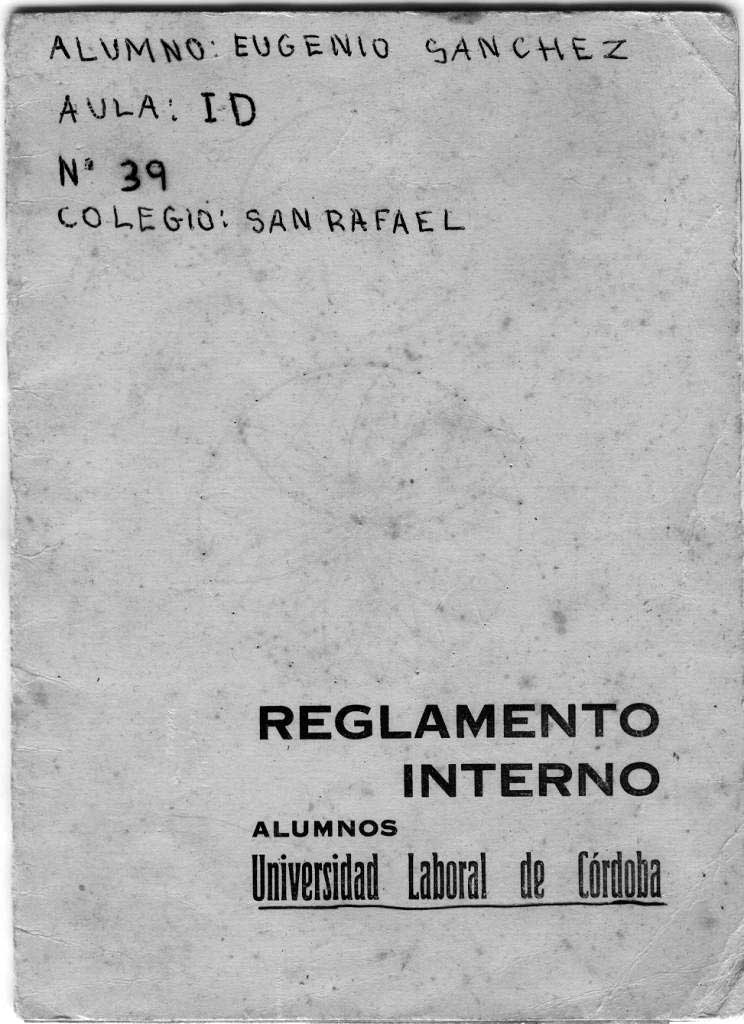 ALUMNO: EUGENIO SANCHEZ
AULA: ID
Nº 39
COLEGIO: SAN RAFAEL
REGLAMENTO
INTERNO
ALUMNOS
Universidad Laboral de Córdoba